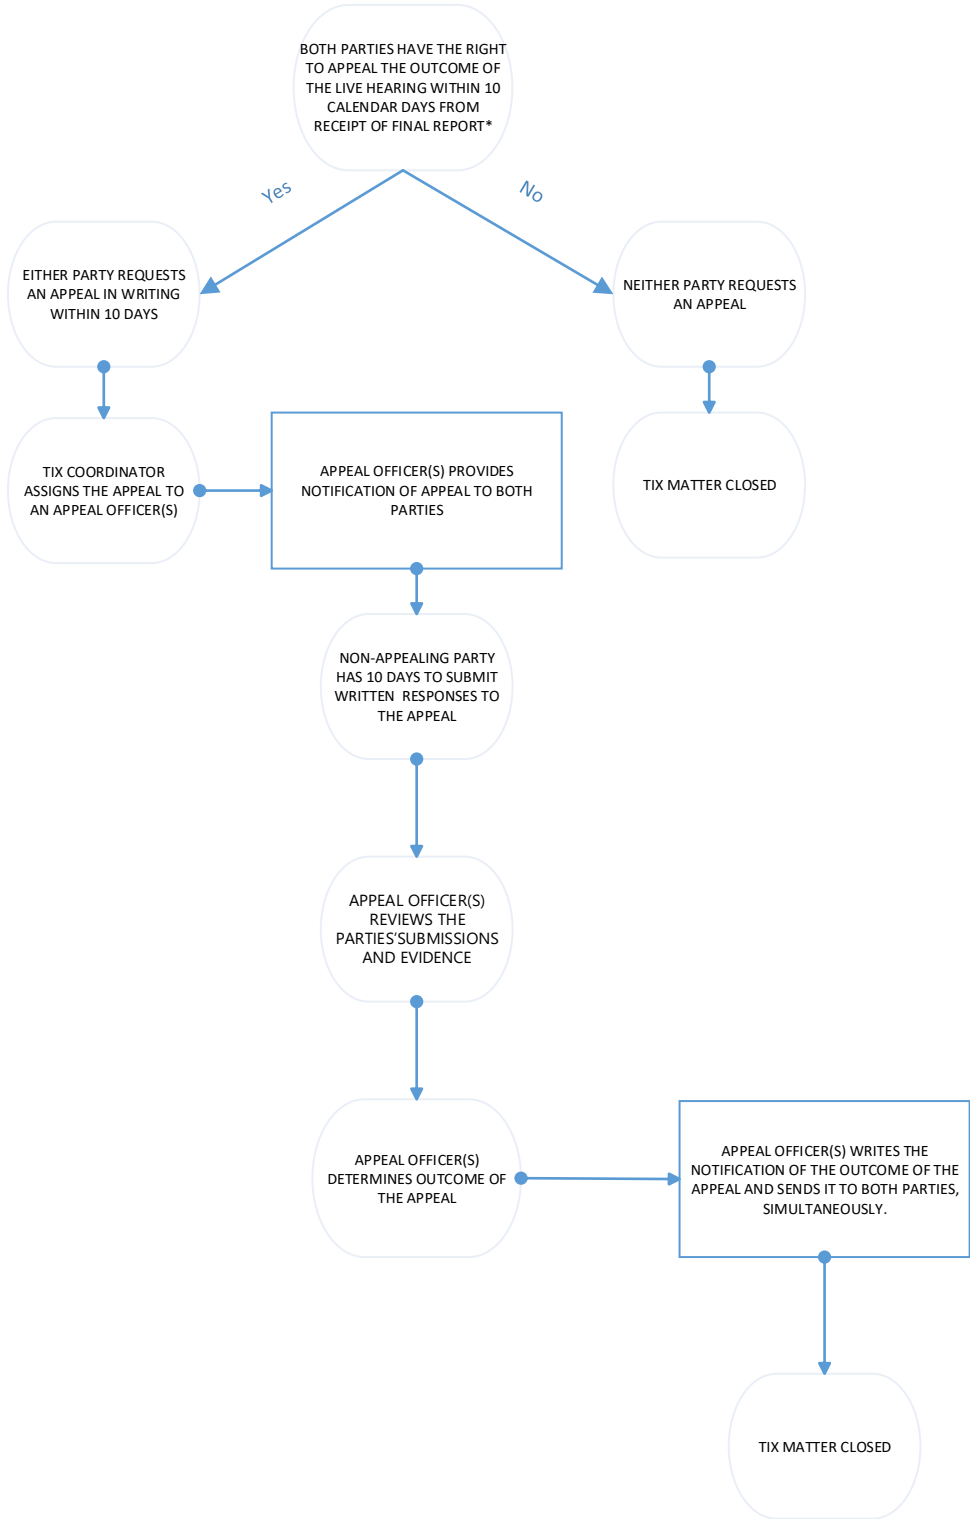 BOTH PARTIES HAVE THE RIGHT
TO APPEAL THE OUTCOME OF
THE LIVE HEARING WITHIN 10
CALENDAR DAYS FROM
RECEIPT OF FINAL REPORT*
Yes
No
EITHER PARTY REQUESTS
AN APPEAL IN WRITING
WITHIN 10 DAYS
NEITHER PARTY REQUESTS
AN APPEAL
TIX COORDINATOR
ASSIGNS THE APPEAL TO
AN APPEAL OFFICER(S)
APPEAL OFFICER(S) PROVIDES
NOTIFICATION OF APPEAL TO BOTH
PARTIES
TIX MATTER CLOSED
NON-APPEALING PARTY
HAS 10 DAYS TO SUBMIT
WRITTEN  RESPONSES TO
THE APPEAL
APPEAL OFFICER(S)
REVIEWS THE
PARTIES’SUBMISSIONS
AND EVIDENCE
APPEAL OFFICER(S)
DETERMINES OUTCOME OF
THE APPEAL
APPEAL OFFICER(S) WRITES THE
NOTIFICATION OF THE OUTCOME OF THE
APPEAL AND SENDS IT TO BOTH PARTIES,
SIMULTANEOUSLY.
TIX MATTER CLOSED